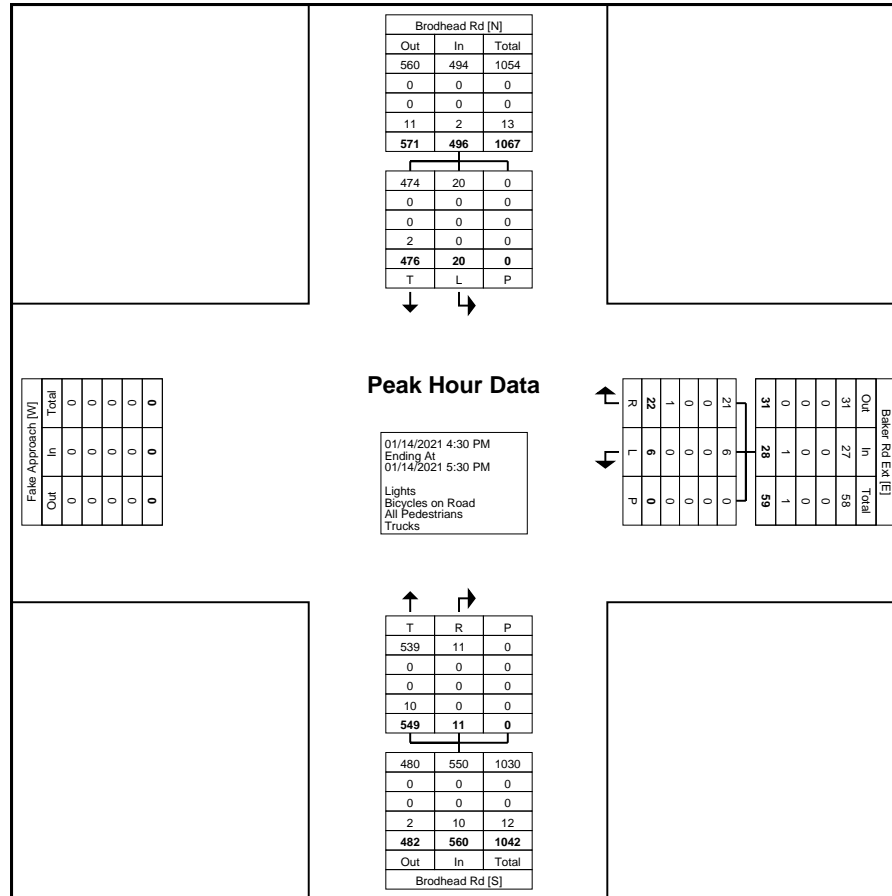 Brodhead Rd [N]
Out In Total
560 494 1054
0 0 0
0 0 0
11 2 13
571 496 1067
474 20 0
0 0 0
0 0 0
2 0 0
476 20 0
T L P
Fake Approach [W]
Total 0 0 0 0 0
In 0 0 0 0 0
Out 0 0 0 0 0
Peak Hour Data
01/14/2021 4:30 PM
Ending At
01/14/2021 5:30 PM
Lights
Bicycles on Road
All Pedestrians
Trucks
Baker Rd Ext [E]
Out In Total
31 27 58
0 0 0
0 0 0
0 1 1
31 28 59
21 6 0
0 0 0
0 0 0
1 0 0
22 6 0
R L P
T R P
539 11 0
0 0 0
0 0 0
10 0 0
549 11 0
480 550 1030
0 0 0
0 0 0
2 10 12
482 560 1042
Out In Total
Brodhead Rd [S]